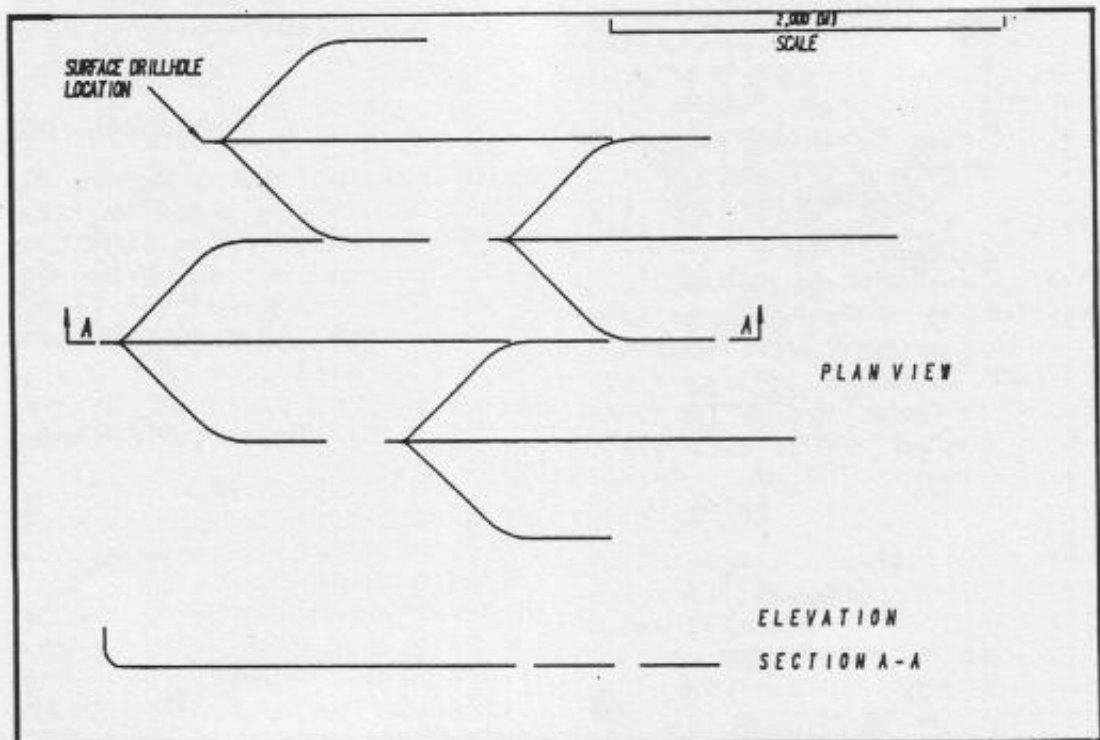 SCALE
SURFACE DRILLHOLE
LOCATION
A
A
PLAN VIEW
ELEVATION
SECTION A-A